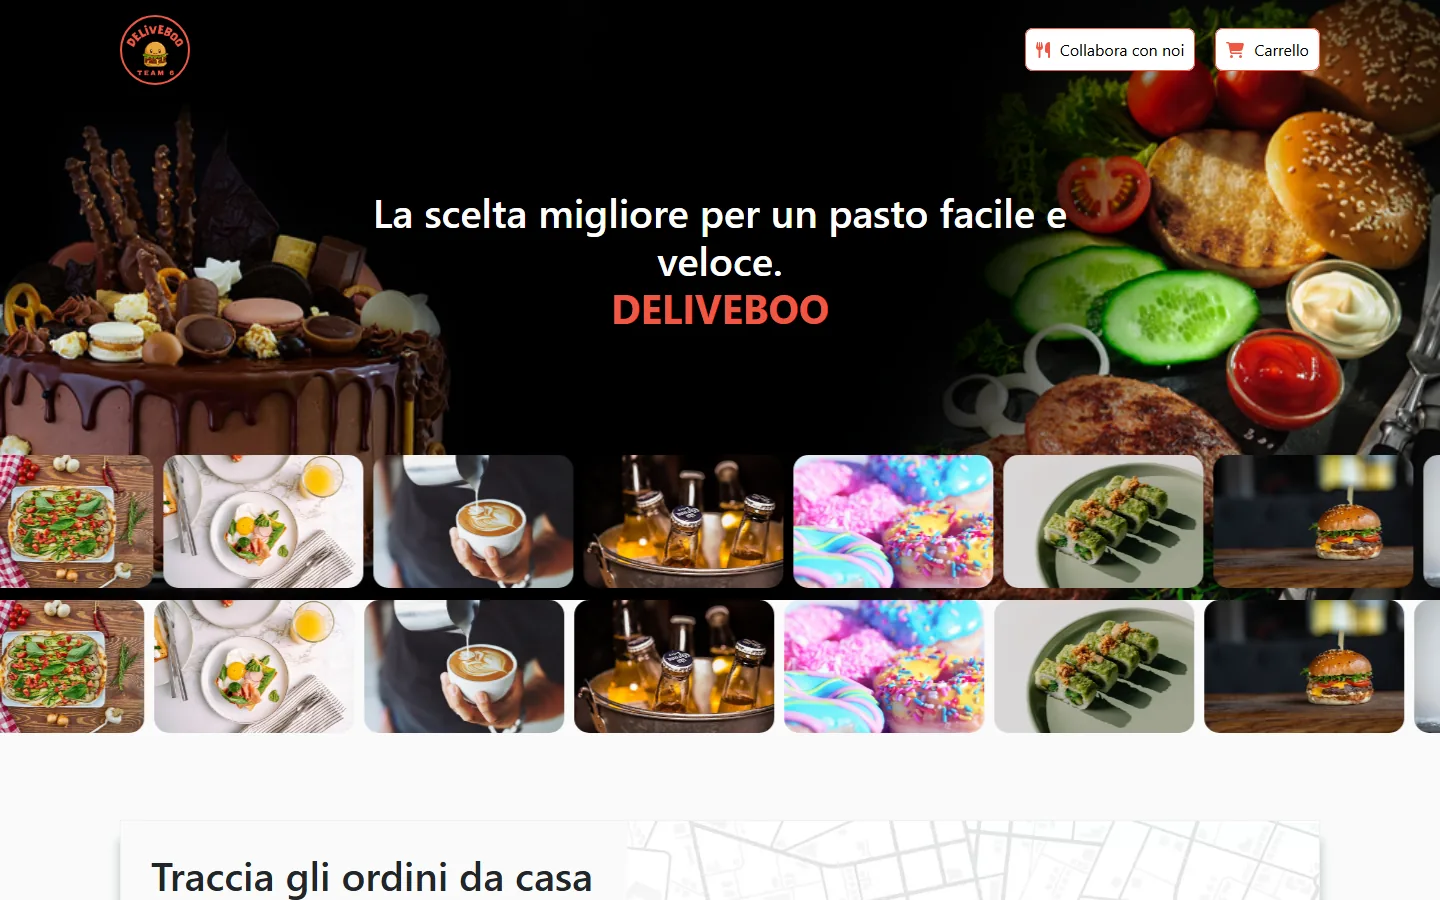 DELIVEBOO
TEAM 6
Collabora con noi
Carrello
La scelta migliore per un pasto facile e
veloce.
DELIVEBOO
Traccia gli ordini da casa